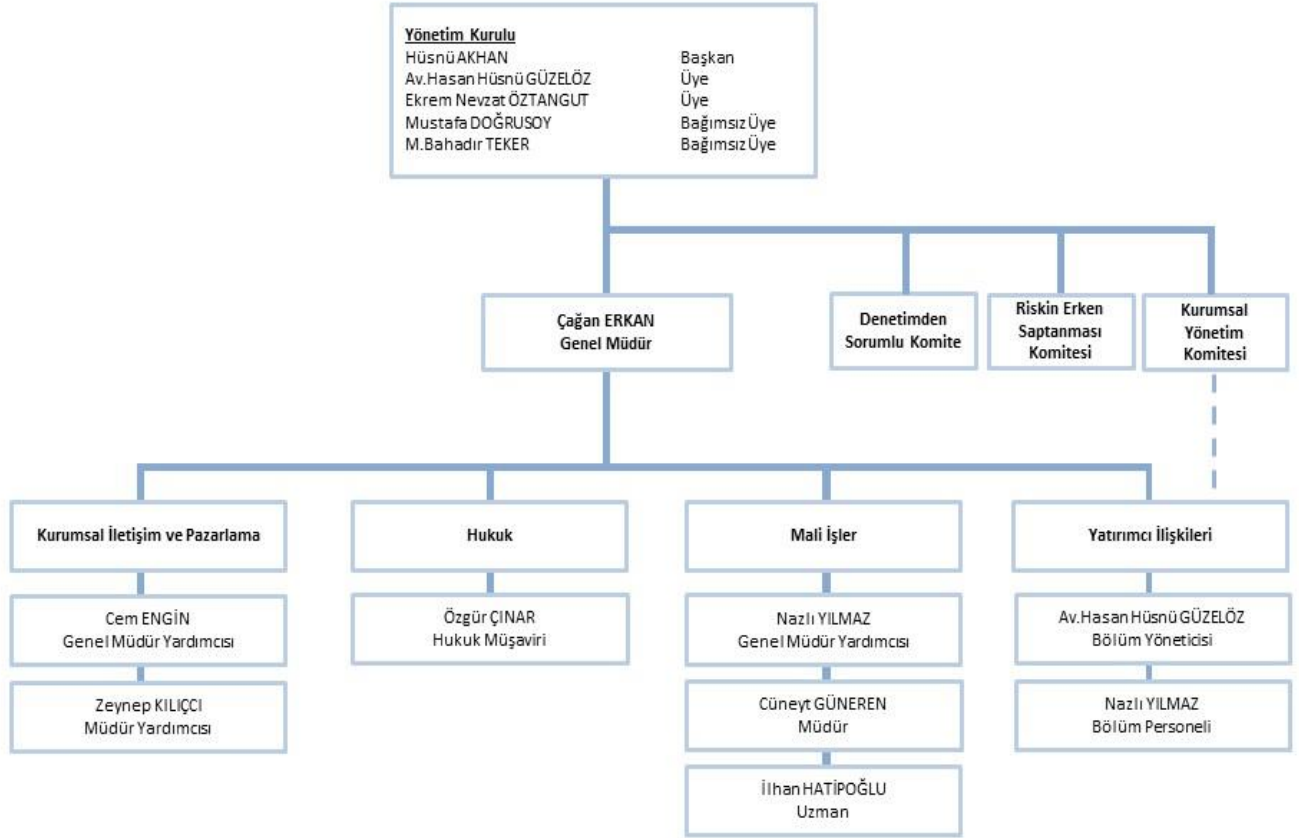 Yönetim Kurulu
Hüsnü AKHAN Başkan
Av.Hasan Hüsnü GÜZELÖZ Üye
Ekrem Nevzat ÖZTANGUT Üye
Mustafa DOĞRUSOY Bağımsız Üye
M.Bahadır TEKER Bağımsız Üye
Çağan ERKAN
Genel Müdür
Denetimden
Sorumlu Komite
Riskin Erken
Saptanması
Komitesi
Kurumsal
Yönetim
Komitesi
Kurumsal İletişim ve Pazarlama
Cem ENGİN
Genel Müdür Yardımcısı
Zeynep KILIÇCI
Müdür Yardımcısı
Hukuk
Özgür ÇINAR
Hukuk Müşaviri
Mali İşler
Nazlı YILMAZ
Genel Müdür Yardımcısı
Cüneyt GÜNEREN
Müdür
İlhan HATİPOĞLU
Uzman
Yatırımcı İlişkileri
Av.Hasan Hüsnü GÜZELÖZ
Bölüm Yöneticisi
Nazlı YILMAZ
Bölüm Personeli